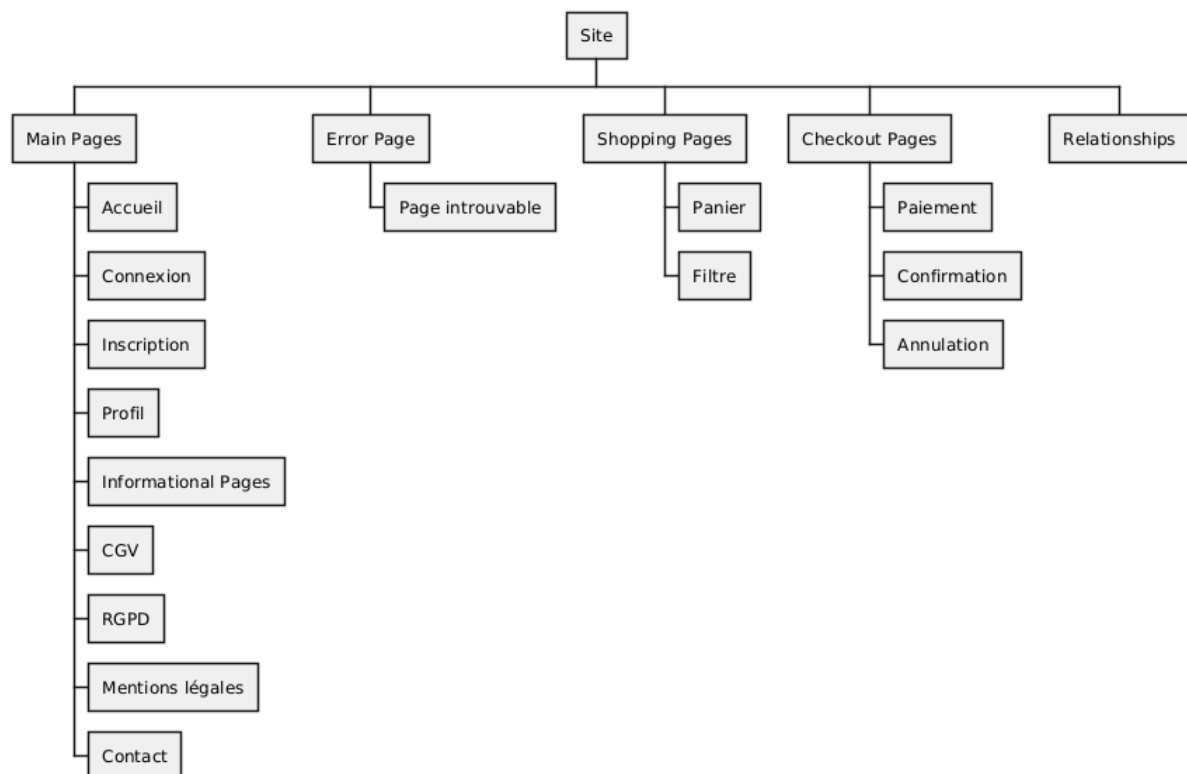 Site
Main Pages
Error Page
Shopping Pages
Checkout Pages
Relationships
Accueil
Connexion
Inscription
Profil
Informational Pages
CGV
RGPD
Mentions légales
Contact
Page introuvable
Panier
Filtre
Paiement
Confirmation
Annulation